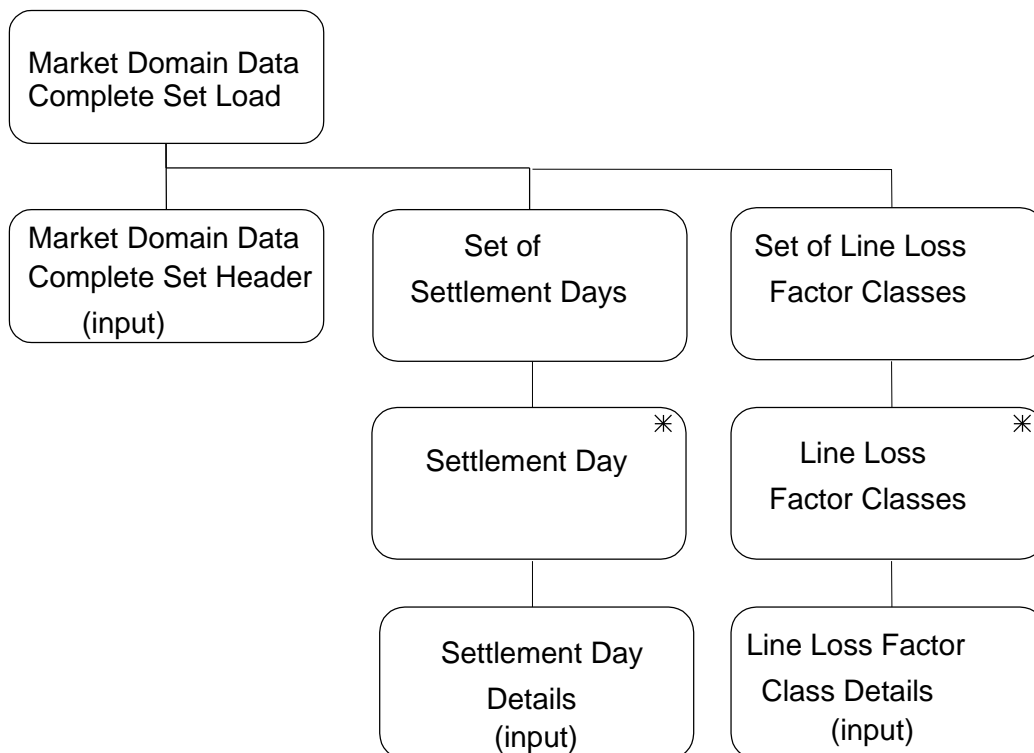 Market Domain Data
Complete Set Load
Market Domain Data
Complete Set Header
(input)
Set of
Settlement Days
Set of Line Loss
Factor Classes
Settlement Day
Line Loss
Factor Classes
Settlement Day
Details
(input)
Line Loss Factor
Class Details
(input)